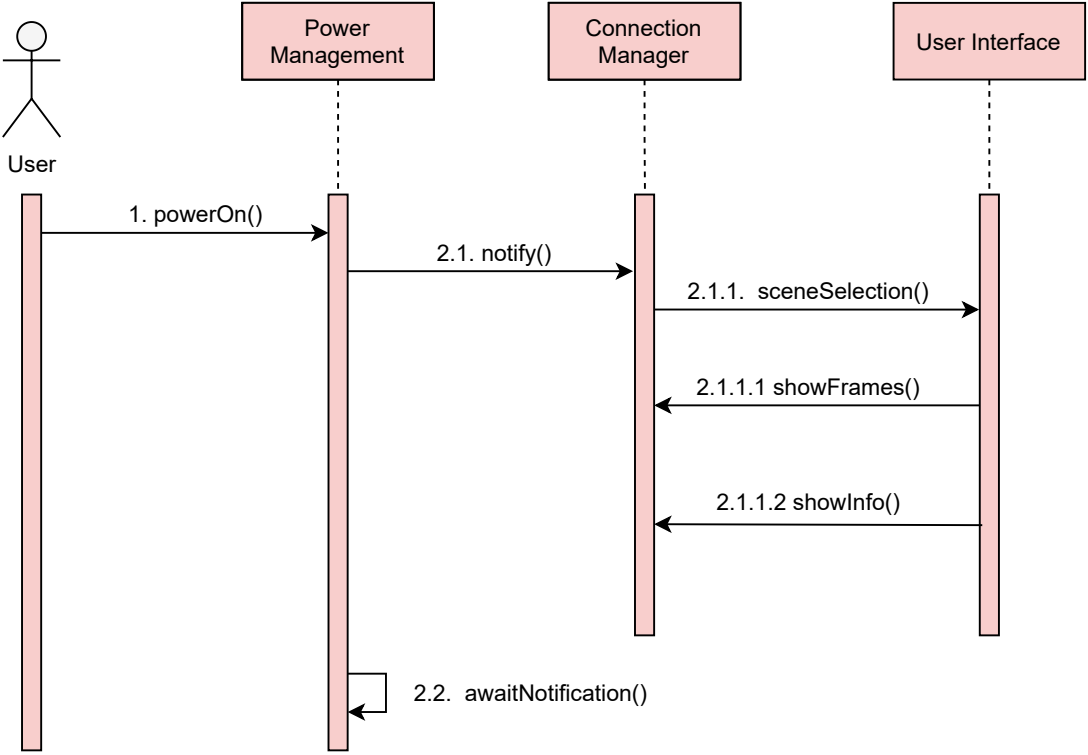 Power
Management
Connection
Manager
User Interface
User
1. powerOn()
2.1. notify()
2.1.1.  sceneSelection()
2.1.1.1 showFrames()
2.1.1.2 showInfo()
2.2.  awaitNotification()